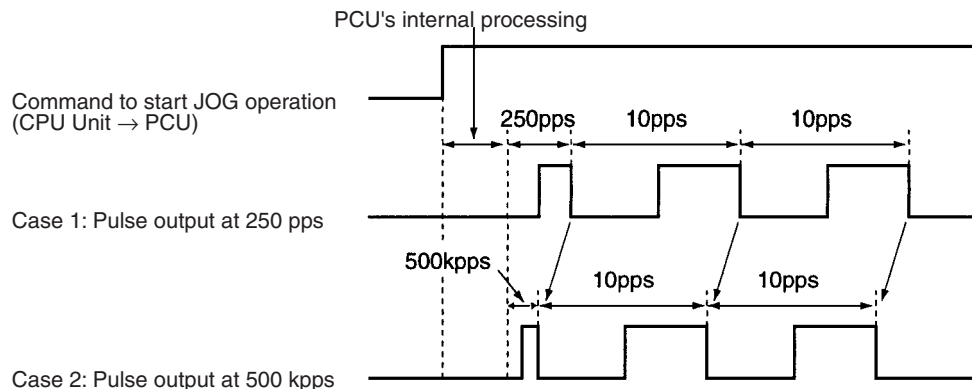 PCU's internal processing
Command to start JOG operation
(CPU Unit → PCU)
250pps 10pps 10pps
Case 1: Pulse output at 250 pps
500kpps 10pps 10pps
Case 2: Pulse output at 500 kpps